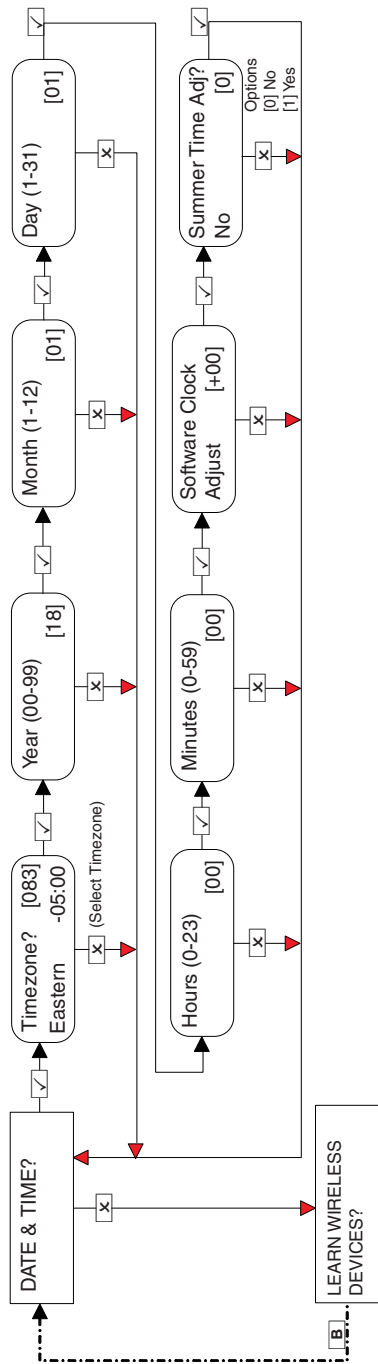 DATE & TIME?
✓
Timezone? [083]
Eastern -05:00
x
(Select Timezone)
✓
Year (00-99)
[18]
x
✓
Month (1-12)
[01]
x
✓
Day (1-31)
[01]
x
✓
Hours (0-23)
[00]
x
✓
Minutes (0-59)
[00]
x
✓
Software Clock
Adjust [+00]
x
✓
Summer Time Adj?
No [0]
x
Options
[0] No
[1] Yes
✓
x
LEARN WIRELESS
DEVICES?
B